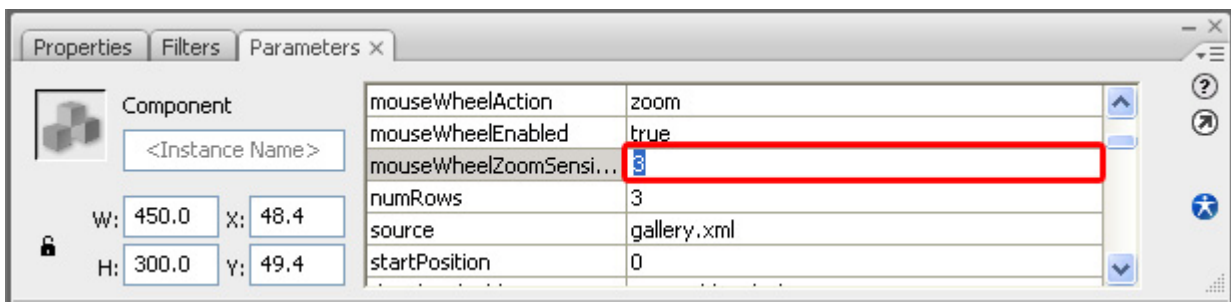 Properties Filters Parameters ×
Component
<Instance Name>
W: 450.0 X: 48.4
H: 300.0 Y: 49.4
mouseWheelAction zoom
mouseWheelEnabled true
mouseWheelZoomSensi... 3
numRows 3
source gallery.xml
startPosition 0